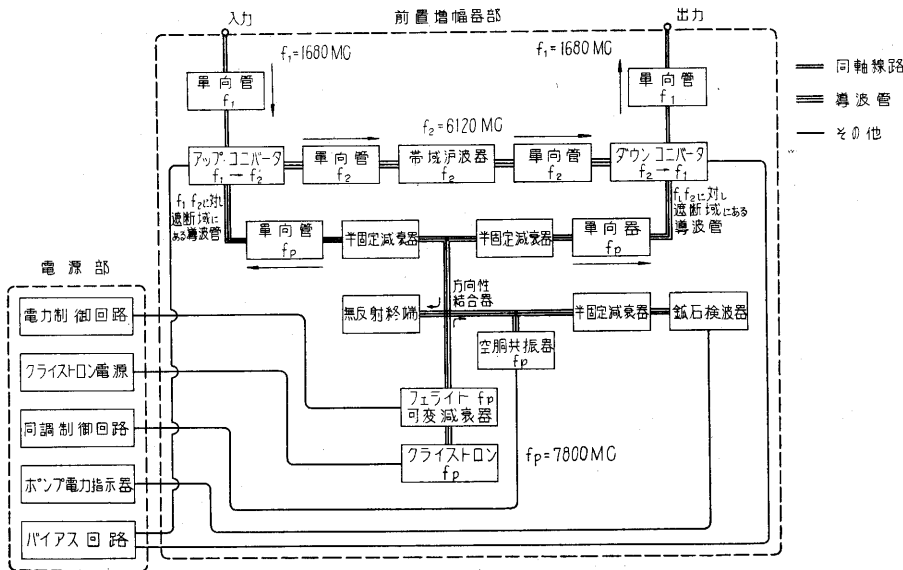 入力
前置増幅器部
出力
f₁=1680 MC
f₁=1680 MC
単向管
f₁
単向管
f₁
同軸線路
導波管
その他
f₂=6120 MC
アップ・コニバータ
f₁→f₂
単向管
f₂
帯域沪波器
f₂
単向管
f₂
ダウンコニバータ
f₂→f₁
f₁ f₂に対し
遮断域に
ある導波管
f₁ f₂に対し
遮断域にある
導波管
単向管
fp
半固定減衰器
半固定減衰器
単向器
fp
電源部
方向性
結合器
電力制御回路
無反射終端
半固定減衰器
鉱石検波器
空胴共振器
fp
クライストロン電源
フェライト fp
可変減衰器
同調制御回路
クライストロン
fp
fp=7800MC
ポンプ電力指示器
バイアス回路